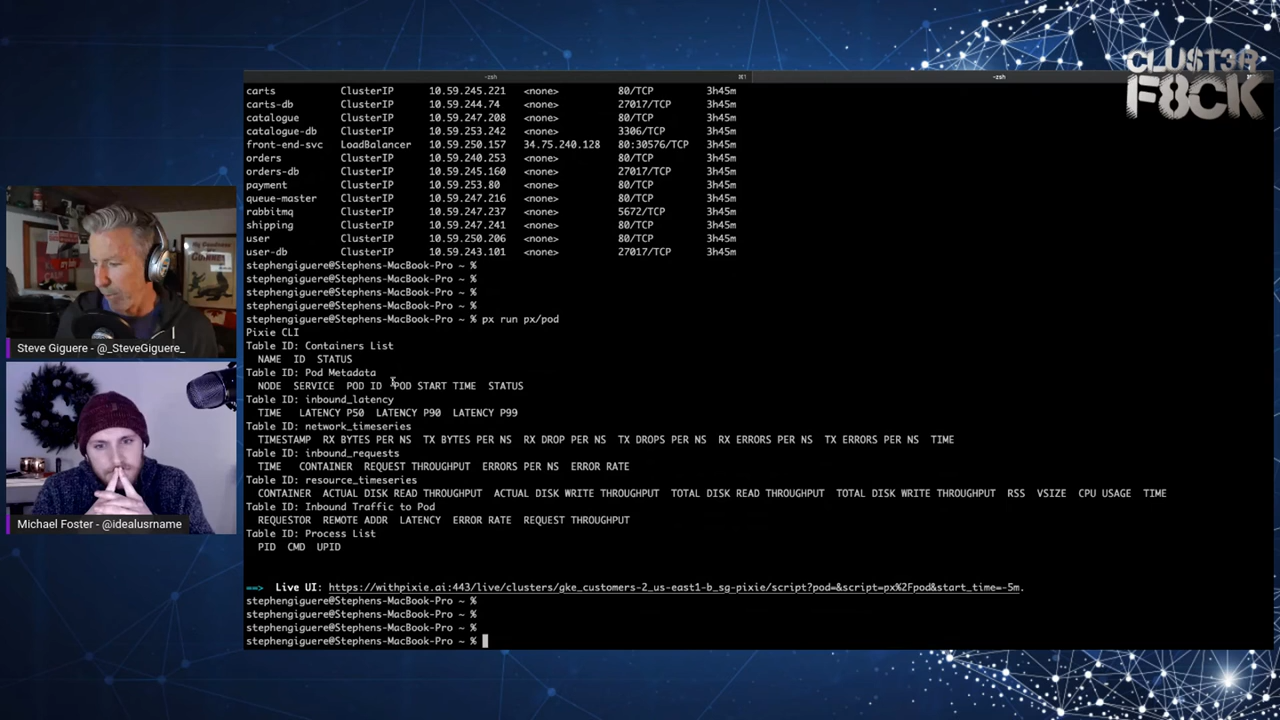 CLUST3R
F8CK
-zsh ⌘1 -zsh
carts ClusterIP 10.59.245.221 <none> 80/TCP 3h45m
carts-db ClusterIP 10.59.244.74 <none> 27017/TCP 3h45m
catalogue ClusterIP 10.59.247.208 <none> 80/TCP 3h45m
catalogue-db ClusterIP 10.59.253.242 <none> 3306/TCP 3h45m
front-end-svc LoadBalancer 10.59.250.157 34.75.240.128 80:30576/TCP 3h45m
orders ClusterIP 10.59.240.253 <none> 80/TCP 3h45m
orders-db ClusterIP 10.59.245.160 <none> 27017/TCP 3h45m
payment ClusterIP 10.59.253.80 <none> 80/TCP 3h45m
queue-master ClusterIP 10.59.247.216 <none> 80/TCP 3h45m
rabbitmq ClusterIP 10.59.247.237 <none> 5672/TCP 3h45m
shipping ClusterIP 10.59.247.241 <none> 80/TCP 3h45m
user ClusterIP 10.59.250.206 <none> 80/TCP 3h45m
user-db ClusterIP 10.59.243.101 <none> 27017/TCP 3h45m
stephengiguere@Stephens-MacBook-Pro ~ %
stephengiguere@Stephens-MacBook-Pro ~ %
stephengiguere@Stephens-MacBook-Pro ~ %
stephengiguere@Stephens-MacBook-Pro ~ %
stephengiguere@Stephens-MacBook-Pro ~ % px run px/pod
Pixie CLI
Table ID: Containers List
NAME ID STATUS
Table ID: Pod Metadata
NODE SERVICE POD ID POD START TIME STATUS
Table ID: inbound_latency
TIME LATENCY P50 LATENCY P90 LATENCY P99
Table ID: network_timeseries
TIMESTAMP RX BYTES PER NS TX BYTES PER NS RX DROP PER NS TX DROPS PER NS RX ERRORS PER NS TX ERRORS PER NS TIME
Table ID: inbound_requests
TIME CONTAINER REQUEST THROUGHPUT ERRORS PER NS ERROR RATE
Table ID: resource_timeseries
CONTAINER ACTUAL DISK READ THROUGHPUT ACTUAL DISK WRITE THROUGHPUT TOTAL DISK READ THROUGHPUT TOTAL DISK WRITE THROUGHPUT RSS VSIZE CPU USAGE TIME
Table ID: Inbound Traffic to Pod
REQUESTOR REMOTE ADDR LATENCY ERROR RATE REQUEST THROUGHPUT
Table ID: Process List
PID CMD UPID
==> Live UI: https://withpixie.ai:443/live/clusters/gke_customers-2_us-east1-b_sg-pixie/script?pod=&script=px%2Fpod&start_time=-5m.
stephengiguere@Stephens-MacBook-Pro ~ %
stephengiguere@Stephens-MacBook-Pro ~ %
stephengiguere@Stephens-MacBook-Pro ~ %
stephengiguere@Stephens-MacBook-Pro ~ %
Steve Giguere - @_SteveGiguere_
Michael Foster - @idealusrname